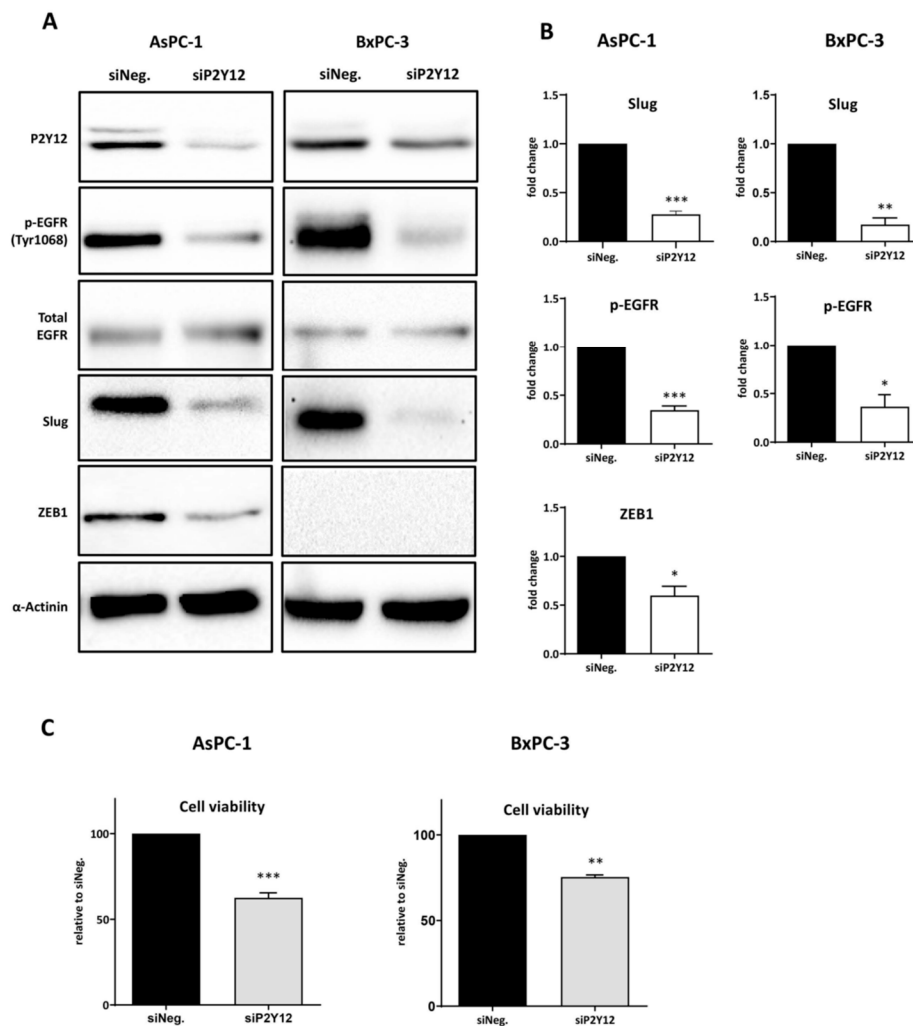 A
AsPC-1
BxPC-3
siNeg.
siP2Y12
siNeg.
siP2Y12
P2Y12
p-EGFR
(Tyr1068)
Total
EGFR
Slug
ZEB1
α-Actinin
B
AsPC-1
BxPC-3
Slug
fold change
1.5
1.0
0.5
0.0
***
siNeg.
siP2Y12
Slug
fold change
1.5
1.0
0.5
0.0
**
siNeg.
siP2Y12
p-EGFR
fold change
1.5
1.0
0.5
0.0
***
siNeg.
siP2Y12
p-EGFR
fold change
1.5
1.0
0.5
0.0
*
siNeg.
siP2Y12
ZEB1
fold change
1.5
1.0
0.5
0.0
*
siNeg.
siP2Y12
C
AsPC-1
BxPC-3
Cell viability
relative to siNeg.
100
50
0
***
siNeg.
siP2Y12
Cell viability
relative to siNeg.
100
50
0
**
siNeg.
siP2Y12